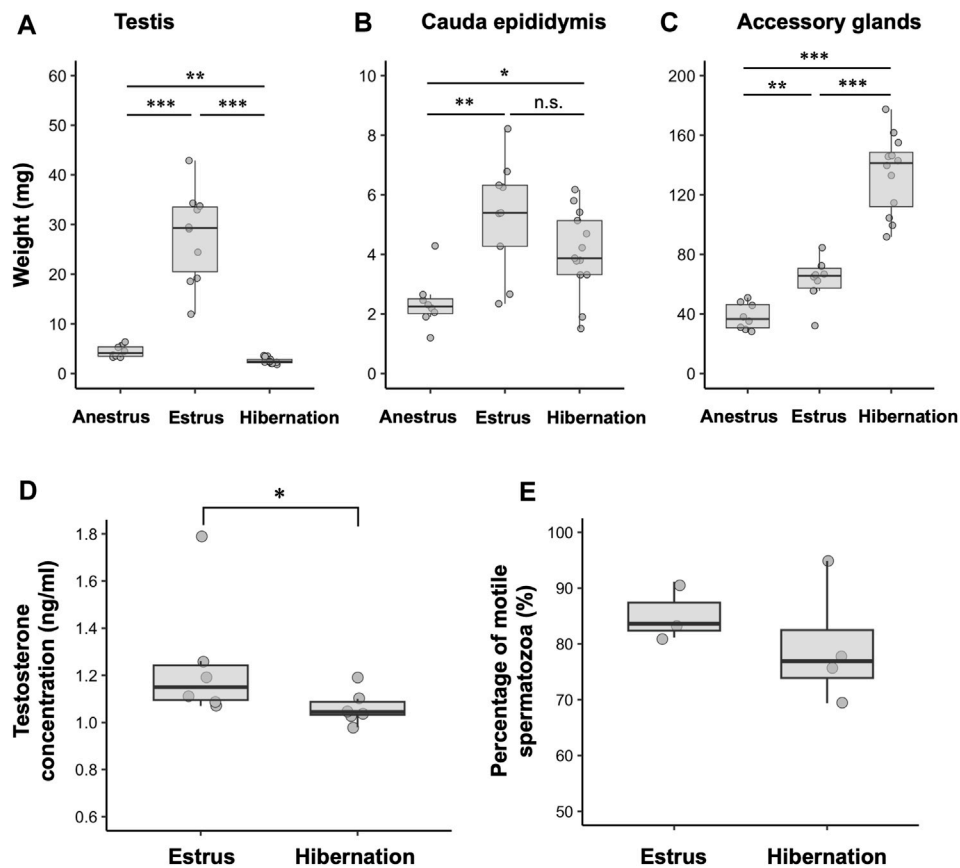 A Testis
B Cauda epididymis
C Accessory glands
Weight (mg)
60
50
40
30
20
10
0
**
***
***
Anestrus Estrus Hibernation
10
8
6
4
2
0
*
**
n.s.
Anestrus Estrus Hibernation
200
160
120
80
40
0
***
**
***
Anestrus Estrus Hibernation
D
*
Testosterone
concentration (ng/ml)
1.8
1.6
1.4
1.2
1.0
0.8
0.6
Estrus Hibernation
E
Percentage of motile
spermatozoa (%)
100
90
80
70
60
50
Estrus Hibernation